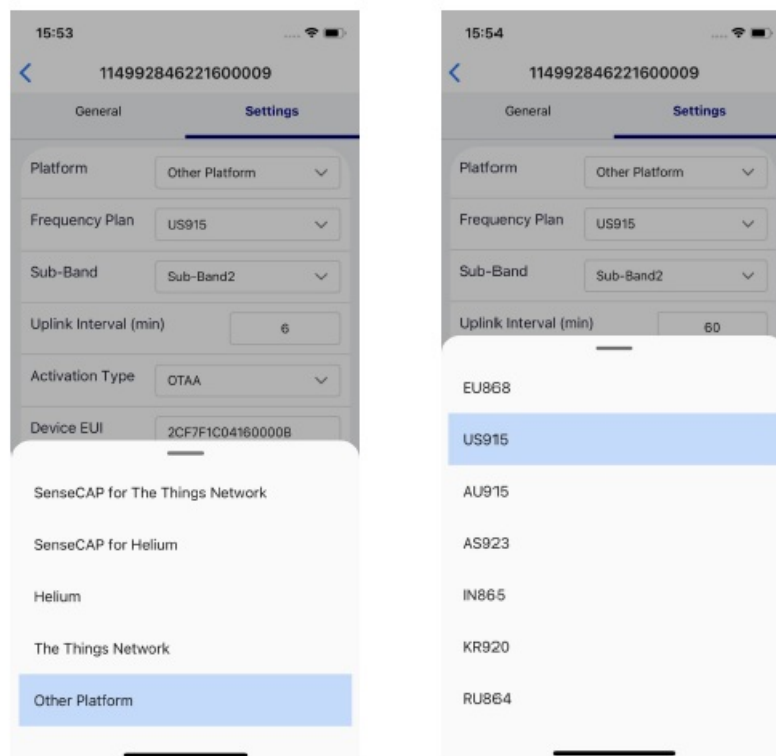 15:53
114992846221600009
General Settings
Platform Other Platform
Frequency Plan US915
Sub-Band Sub-Band2
Uplink Interval (min) 6
Activation Type OTAA
Device EUI 2CF7F1C04160000B
SenseCAP for The Things Network
SenseCAP for Helium
Helium
The Things Network
Other Platform
15:54
114992846221600009
General Settings
Platform Other Platform
Frequency Plan US915
Sub-Band Sub-Band2
Uplink Interval (min) 60
EU868
US915
AU915
AS923
IN865
KR920
RU864